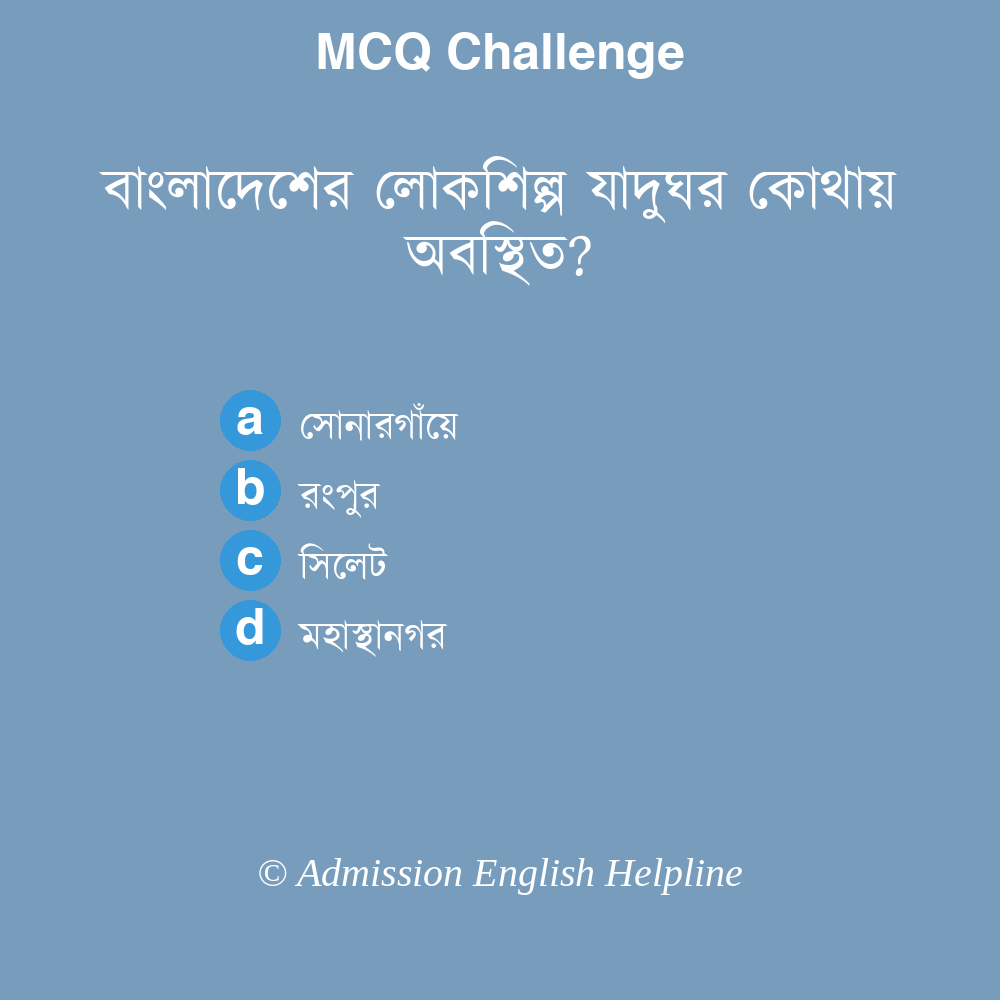 MCQ Challenge
বাংলাদেশের লোকশিল্প যাদুঘর কোথায়
অবস্থিত?
a সোনারগাঁয়ে
b রংপুর
c সিলেট
d মহাস্থানগর
© Admission English Helpline